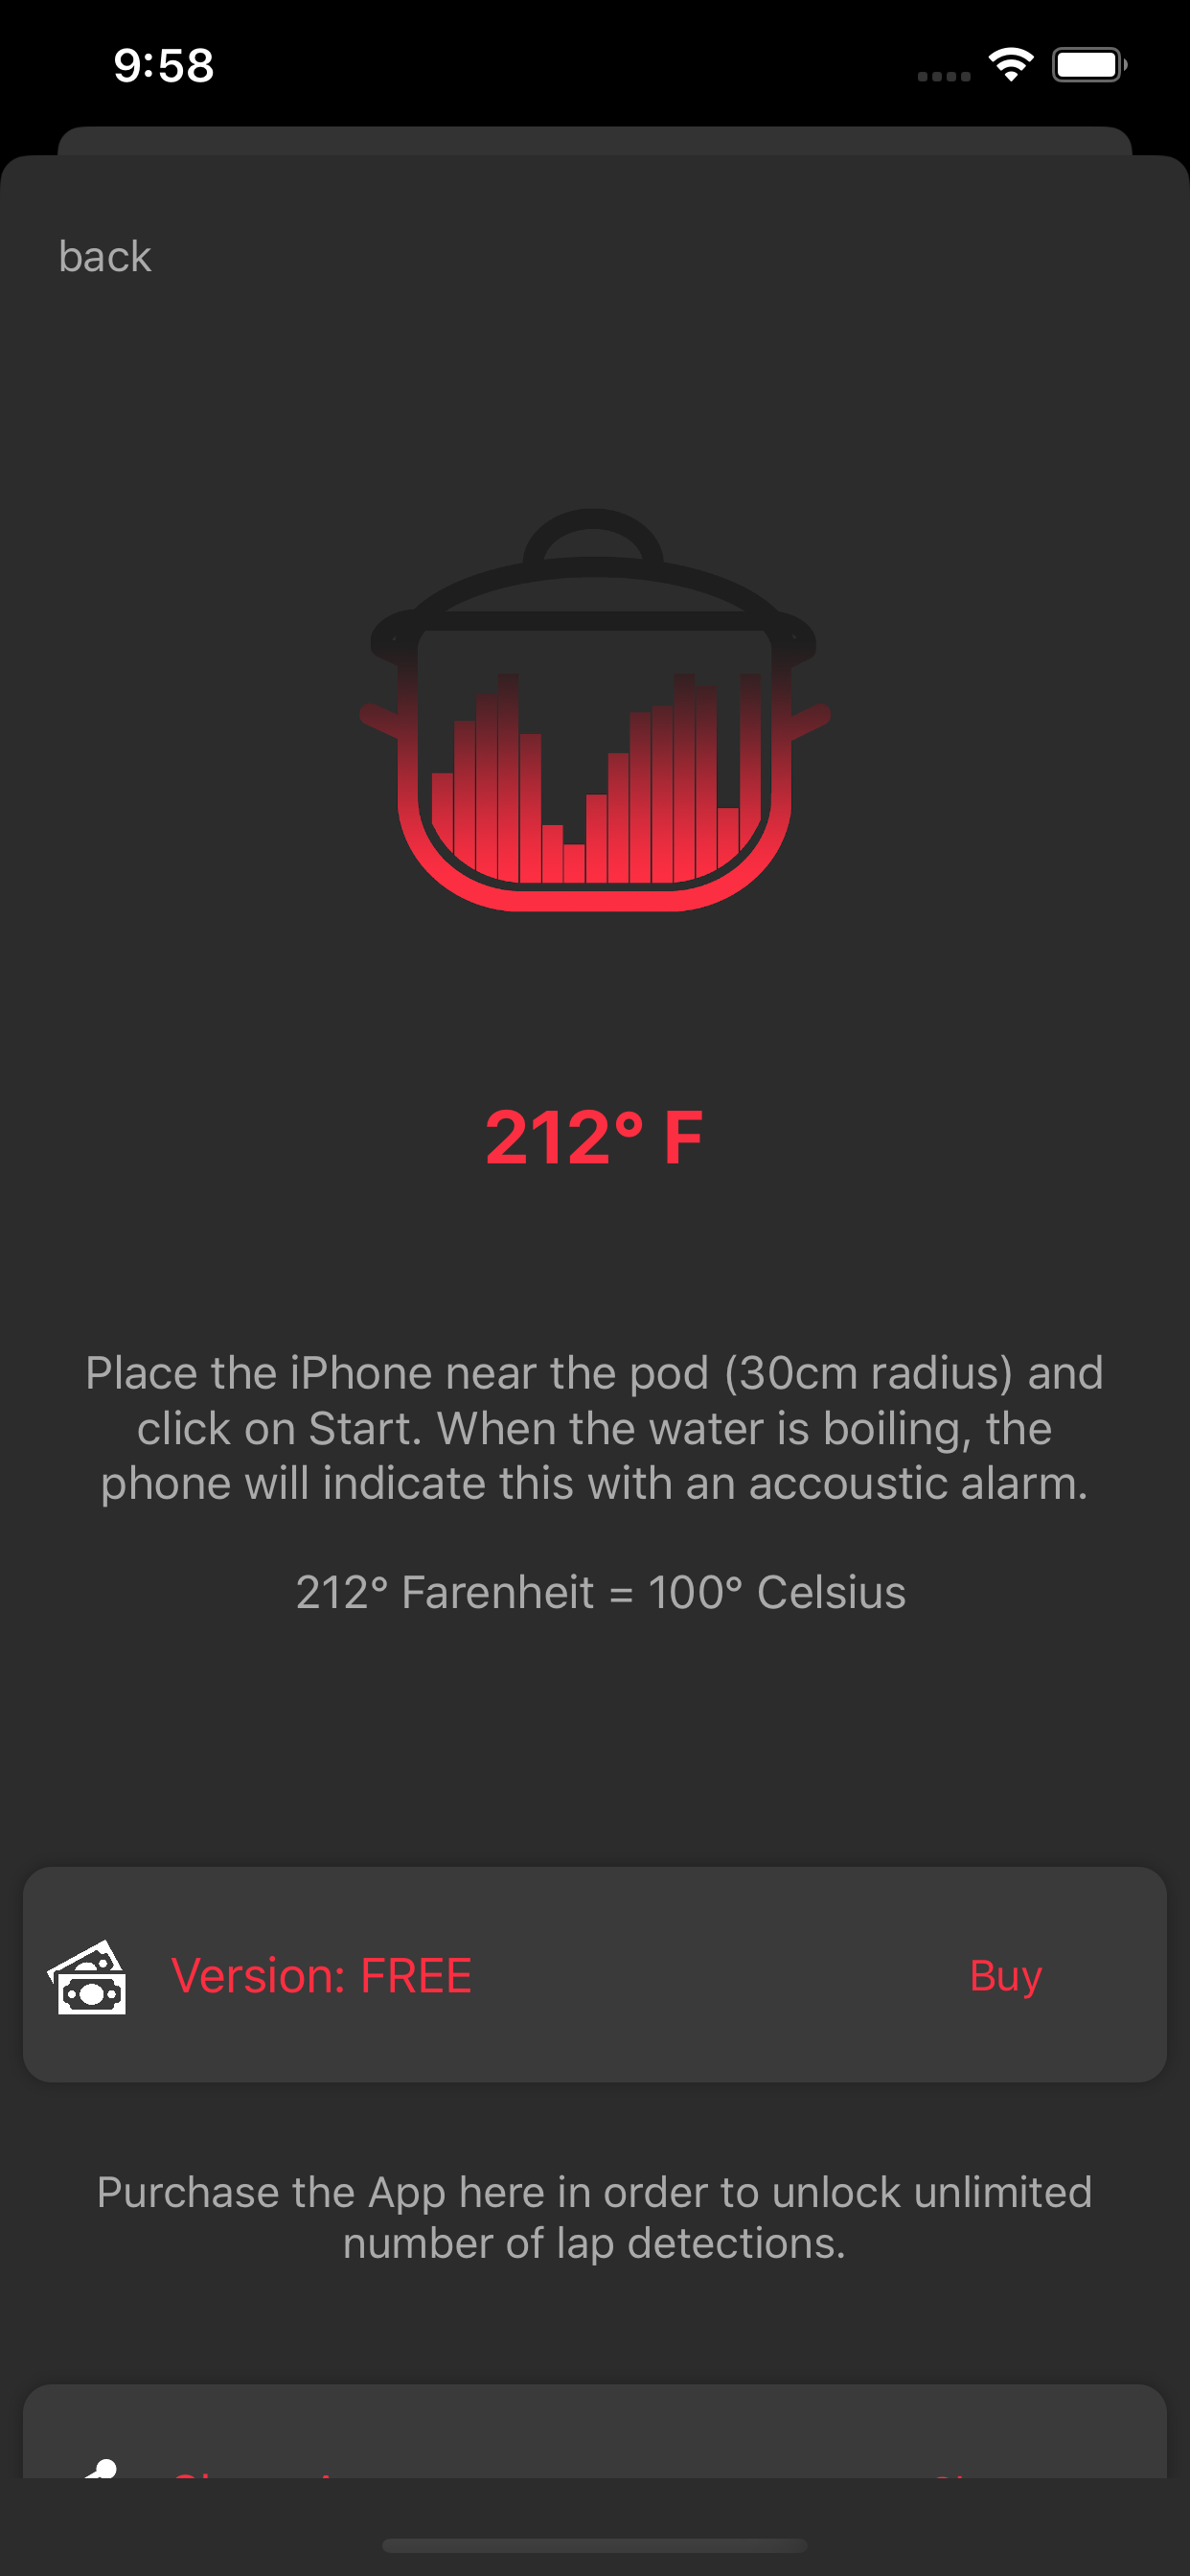 9:58
back
212° F
Place the iPhone near the pod (30cm radius) and
click on Start. When the water is boiling, the
phone will indicate this with an accoustic alarm.
212° Farenheit = 100° Celsius
Version: FREE
Buy
Purchase the App here in order to unlock unlimited
number of lap detections.